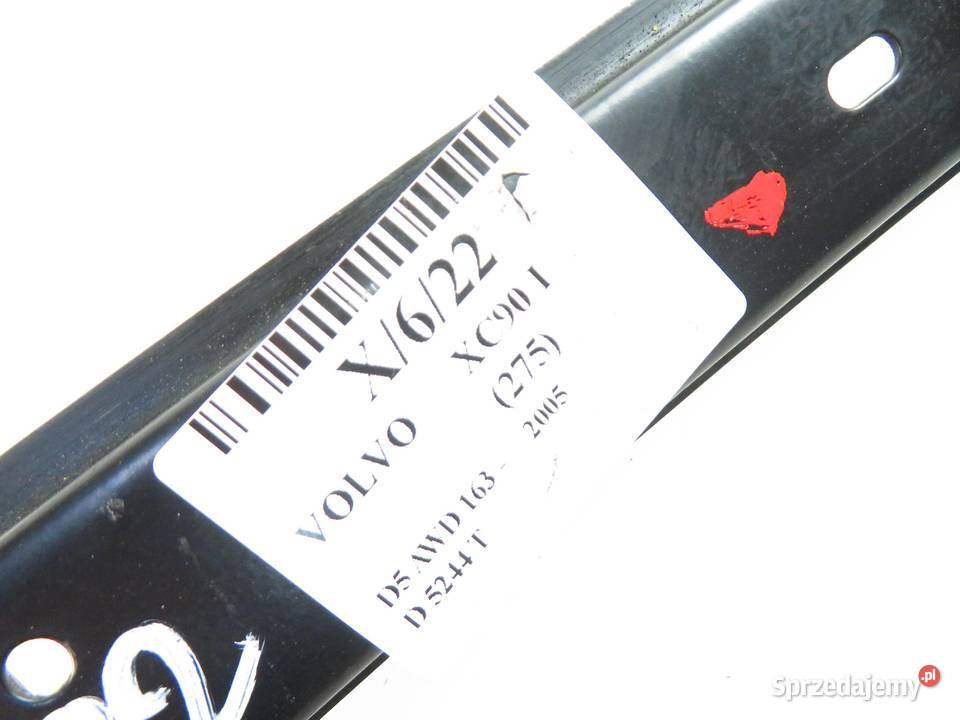 X/6/22
VOLVO XC90 I
(275)
D5 AWD 163 - 2005
D 5244 T
Sprzedajemy.pl